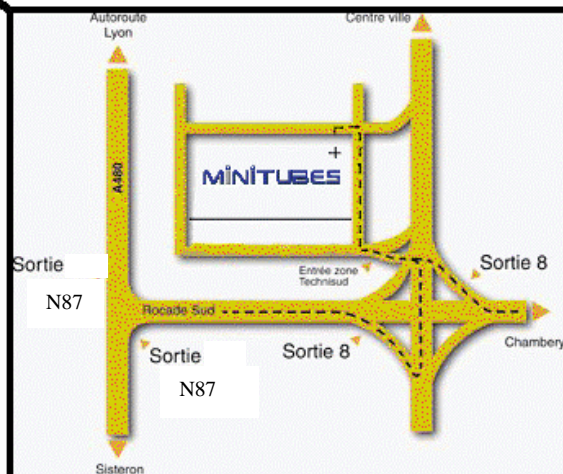 Autoroute
Lyon
Centre ville
A480
MiNiTUBES
Sortie
N87
Entrée zone
Technisud
Sortie 8
Rocade Sud
Chambery
Sortie
N87
Sortie 8
Sisteron